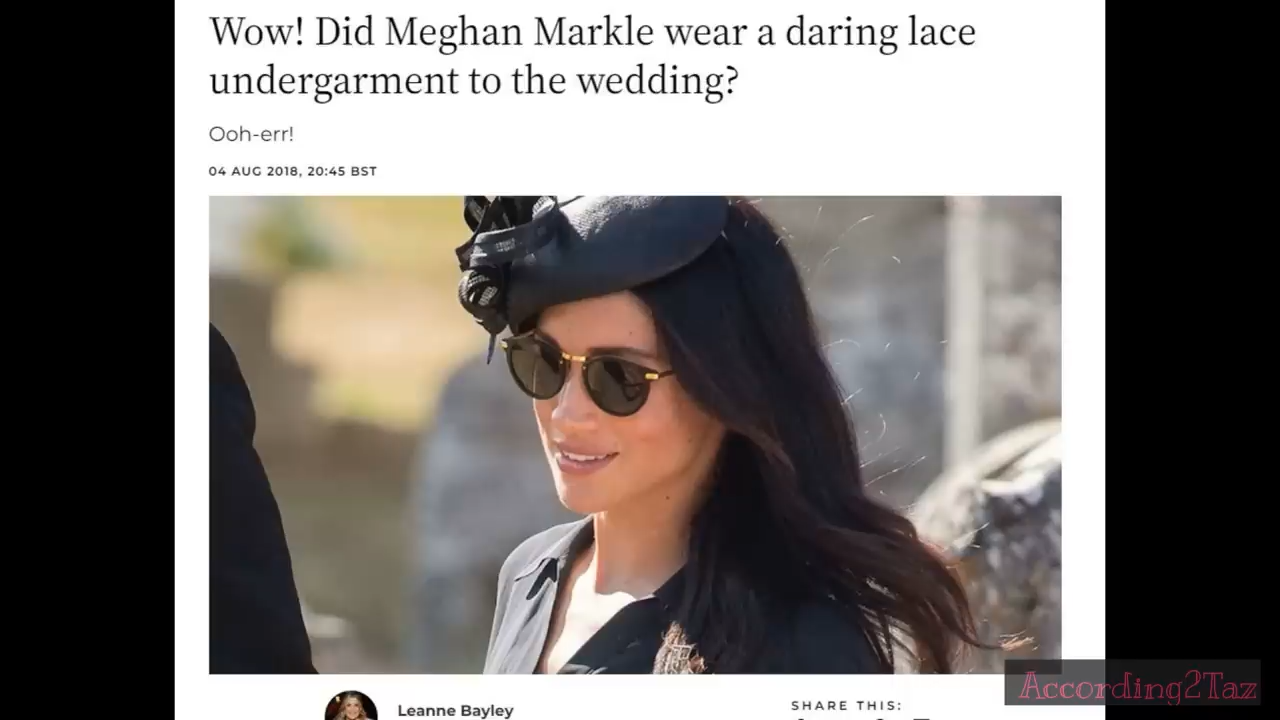 Wow! Did Meghan Markle wear a daring lace
undergarment to the wedding?
Ooh-err!
04 AUG 2018, 20:45 BST
Leanne Bayley
SHARE THIS:
According2Taz